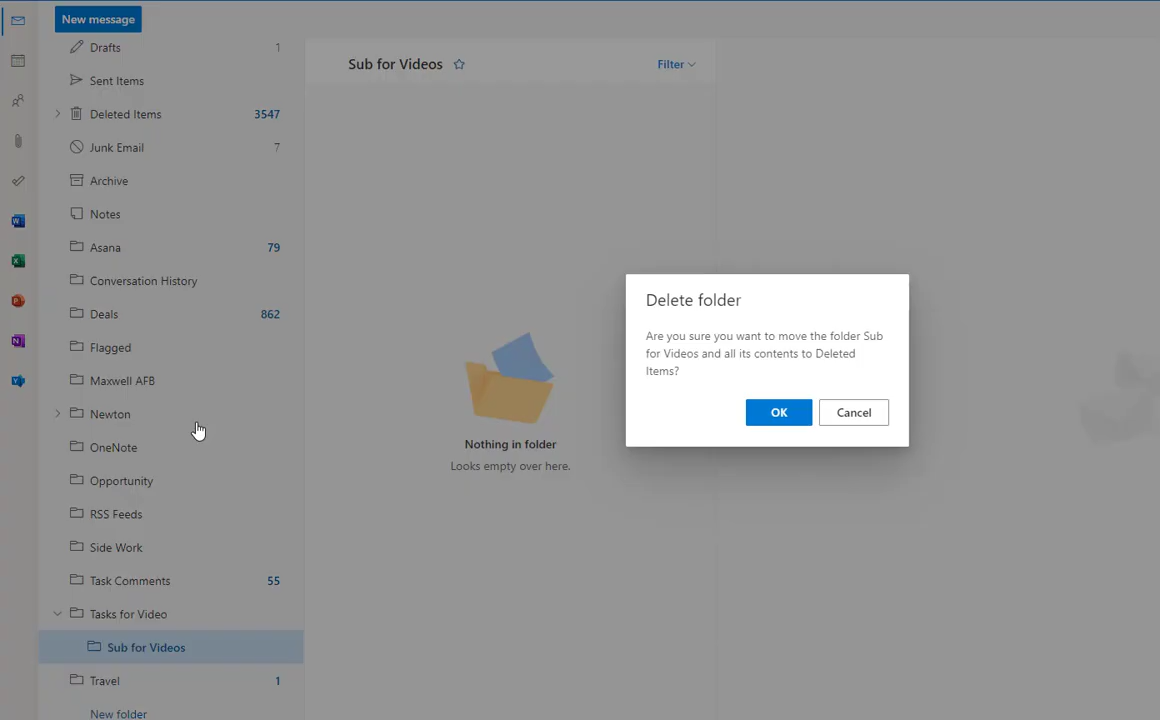 New message
Drafts 1
Sent Items
Deleted Items 3547
Junk Email 7
Archive
Notes
Asana 79
Conversation History
Deals 862
Flagged
Maxwell AFB
Newton
OneNote
Opportunity
RSS Feeds
Side Work
Task Comments 55
Tasks for Video
Sub for Videos
Travel 1
New folder
Sub for Videos
Filter
Nothing in folder
Looks empty over here.
Delete folder
Are you sure you want to move the folder Sub
for Videos and all its contents to Deleted
Items?
OK
Cancel